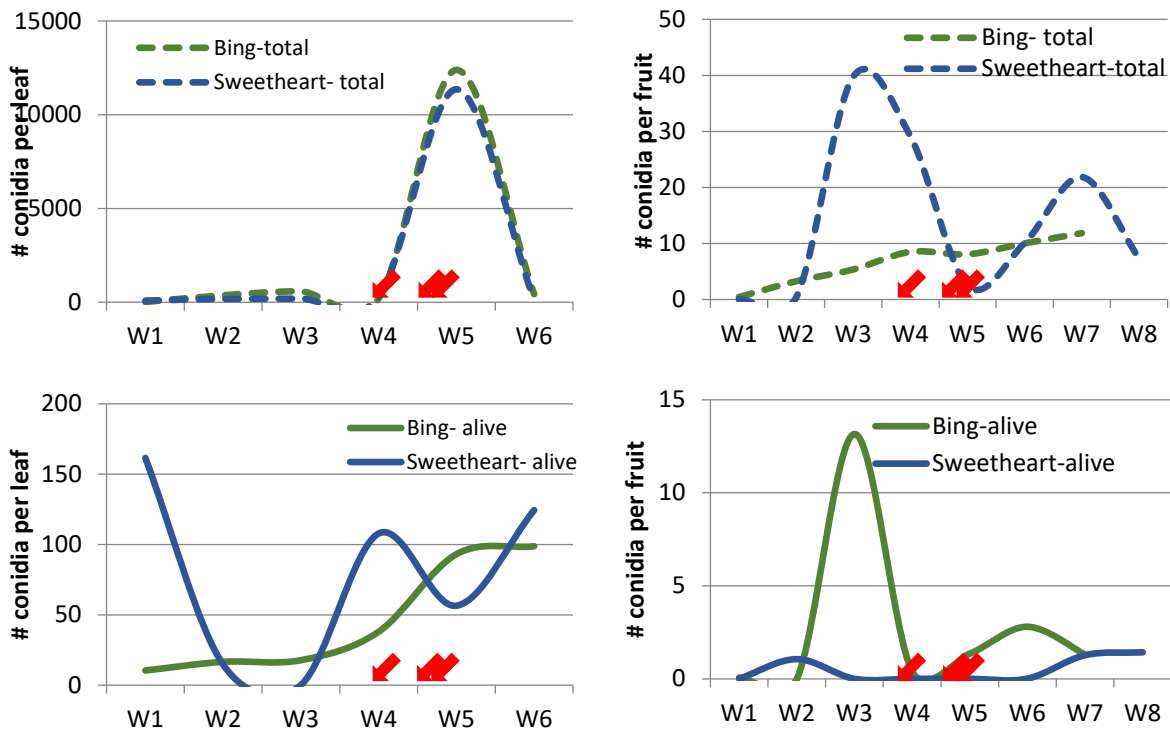 15000
10000
5000
0
# conidia per leaf
Bing-total
Sweetheart- total
W1 W2 W3 W4 W5 W6
50
40
30
20
10
0
# conidia per fruit
Bing- total
Sweetheart-total
W1 W2 W3 W4 W5 W6 W7 W8
200
150
100
50
0
# conidia per leaf
Bing- alive
Sweetheart- alive
W1 W2 W3 W4 W5 W6
15
10
5
0
# conidia per fruit
Bing-alive
Sweetheart-alive
W1 W2 W3 W4 W5 W6 W7 W8